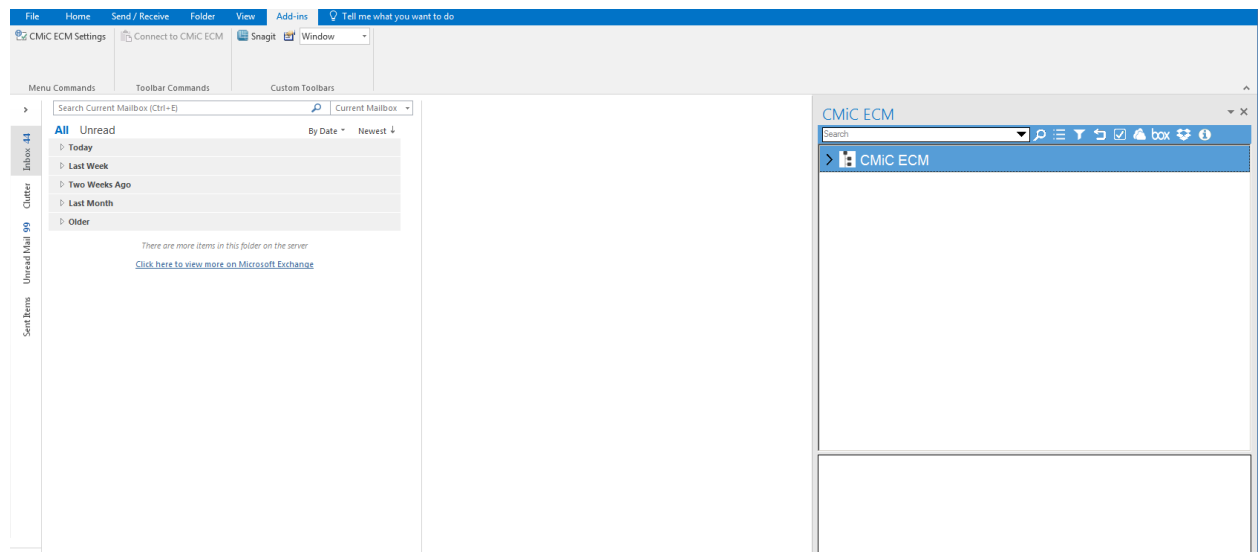 File Home Send / Receive Folder View Add-ins Tell me what you want to do
CMiC ECM Settings Connect to CMiC ECM Snagit Window
Menu Commands Toolbar Commands Custom Toolbars
Search Current Mailbox (Ctrl+E) Current Mailbox
All Unread By Date Newest ↓
Today
Last Week
Two Weeks Ago
Last Month
Older
There are more items in this folder on the server
Click here to view more on Microsoft Exchange
Inbox 44
Clutter
Unread Mail 99
Sent Items
CMiC ECM
Search box
CMiC ECM